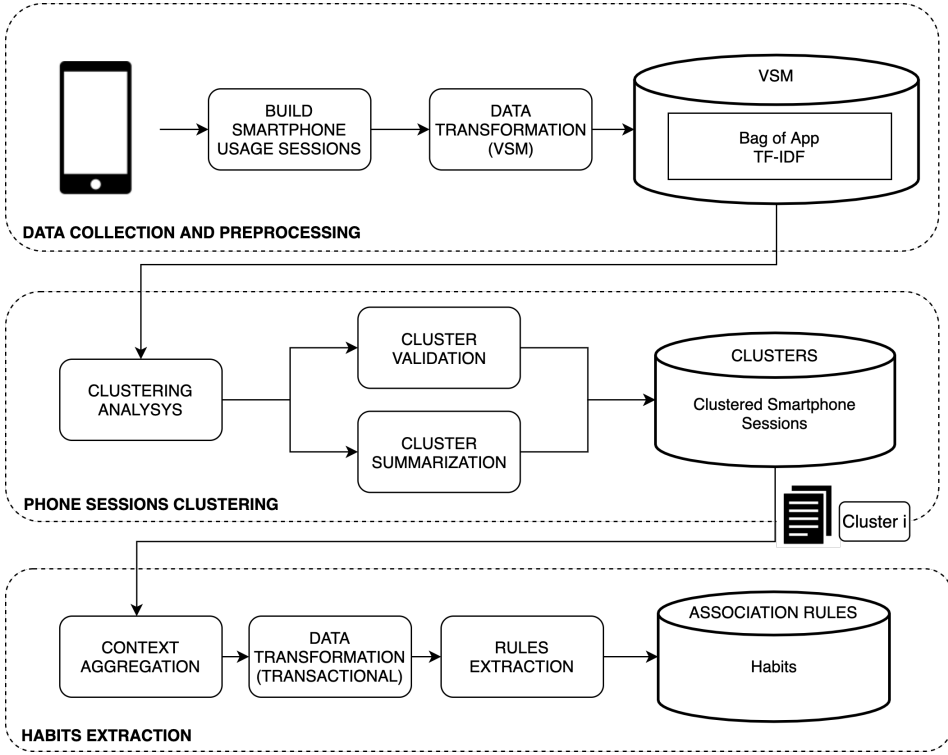 BUILD
SMARTPHONE
USAGE SESSIONS
DATA
TRANSFORMATION
(VSM)
VSM
Bag of App
TF-IDF
DATA COLLECTION AND PREPROCESSING
CLUSTERING
ANALYSYS
CLUSTER
VALIDATION
CLUSTER
SUMMARIZATION
CLUSTERS
Clustered Smartphone
Sessions
PHONE SESSIONS CLUSTERING
Cluster i
CONTEXT
AGGREGATION
DATA
TRANSFORMATION
(TRANSACTIONAL)
RULES
EXTRACTION
ASSOCIATION RULES
Habits
HABITS EXTRACTION